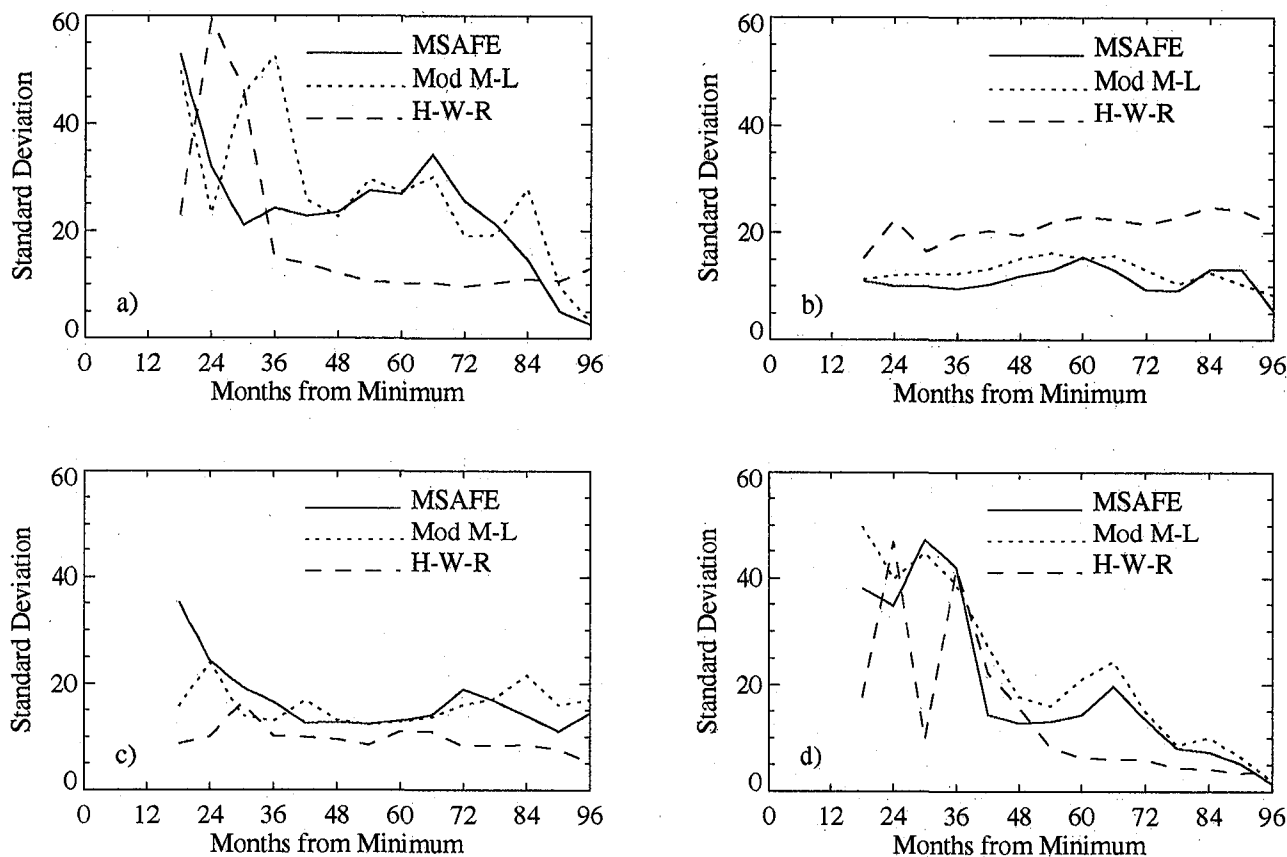 60
40
20
0
Standard Deviation
MSAFE
Mod M-L
H-W-R
a)
0 12 24 36 48 60 72 84 96
Months from Minimum
60
40
20
0
Standard Deviation
MSAFE
Mod M-L
H-W-R
b)
0 12 24 36 48 60 72 84 96
Months from Minimum
60
40
20
0
Standard Deviation
MSAFE
Mod M-L
H-W-R
c)
0 12 24 36 48 60 72 84 96
Months from Minimum
60
40
20
0
Standard Deviation
MSAFE
Mod M-L
H-W-R
d)
0 12 24 36 48 60 72 84 96
Months from Minimum